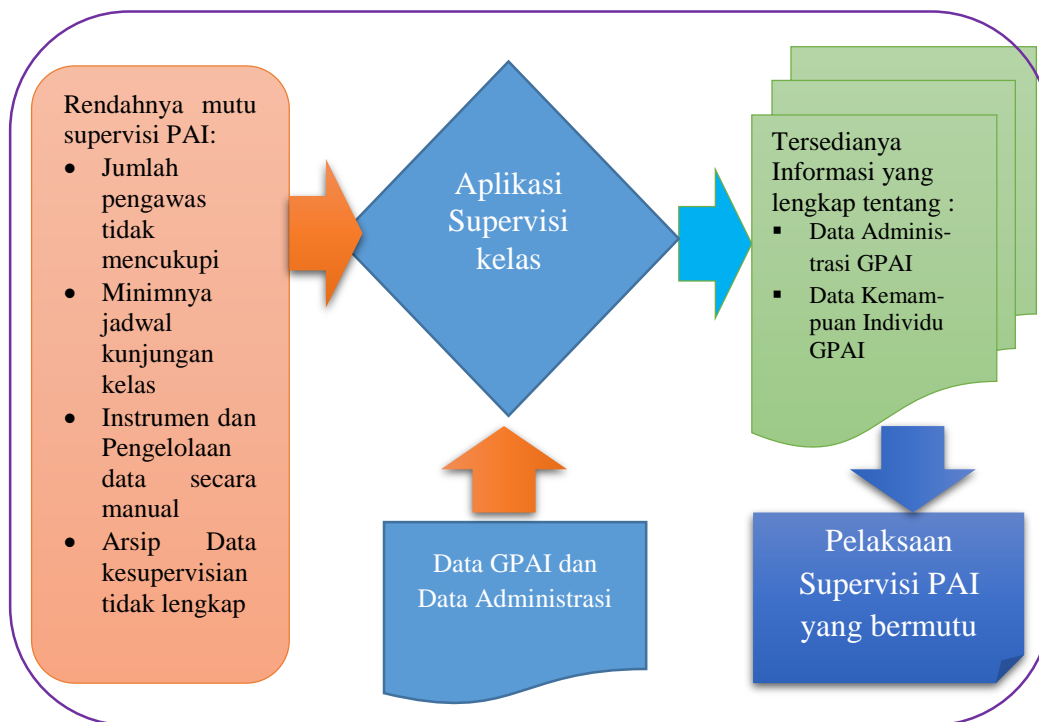 Rendahnya mutu
supervisi PAI:
• Jumlah
pengawas
tidak
mencukupi
• Minimnya
jadwal
kunjungan
kelas
• Instrumen dan
Pengelolaan
data secara
manual
• Arsip Data
kesupervisian
tidak lengkap
Aplikasi
Supervisi
kelas
Data GPAI dan
Data Administrasi
Tersedianya
Informasi yang
lengkap tentang :
▪ Data Adminis-
trasi GPAI
▪ Data Kemam-
puan Individu
GPAI
Pelaksaan
Supervisi PAI
yang bermutu